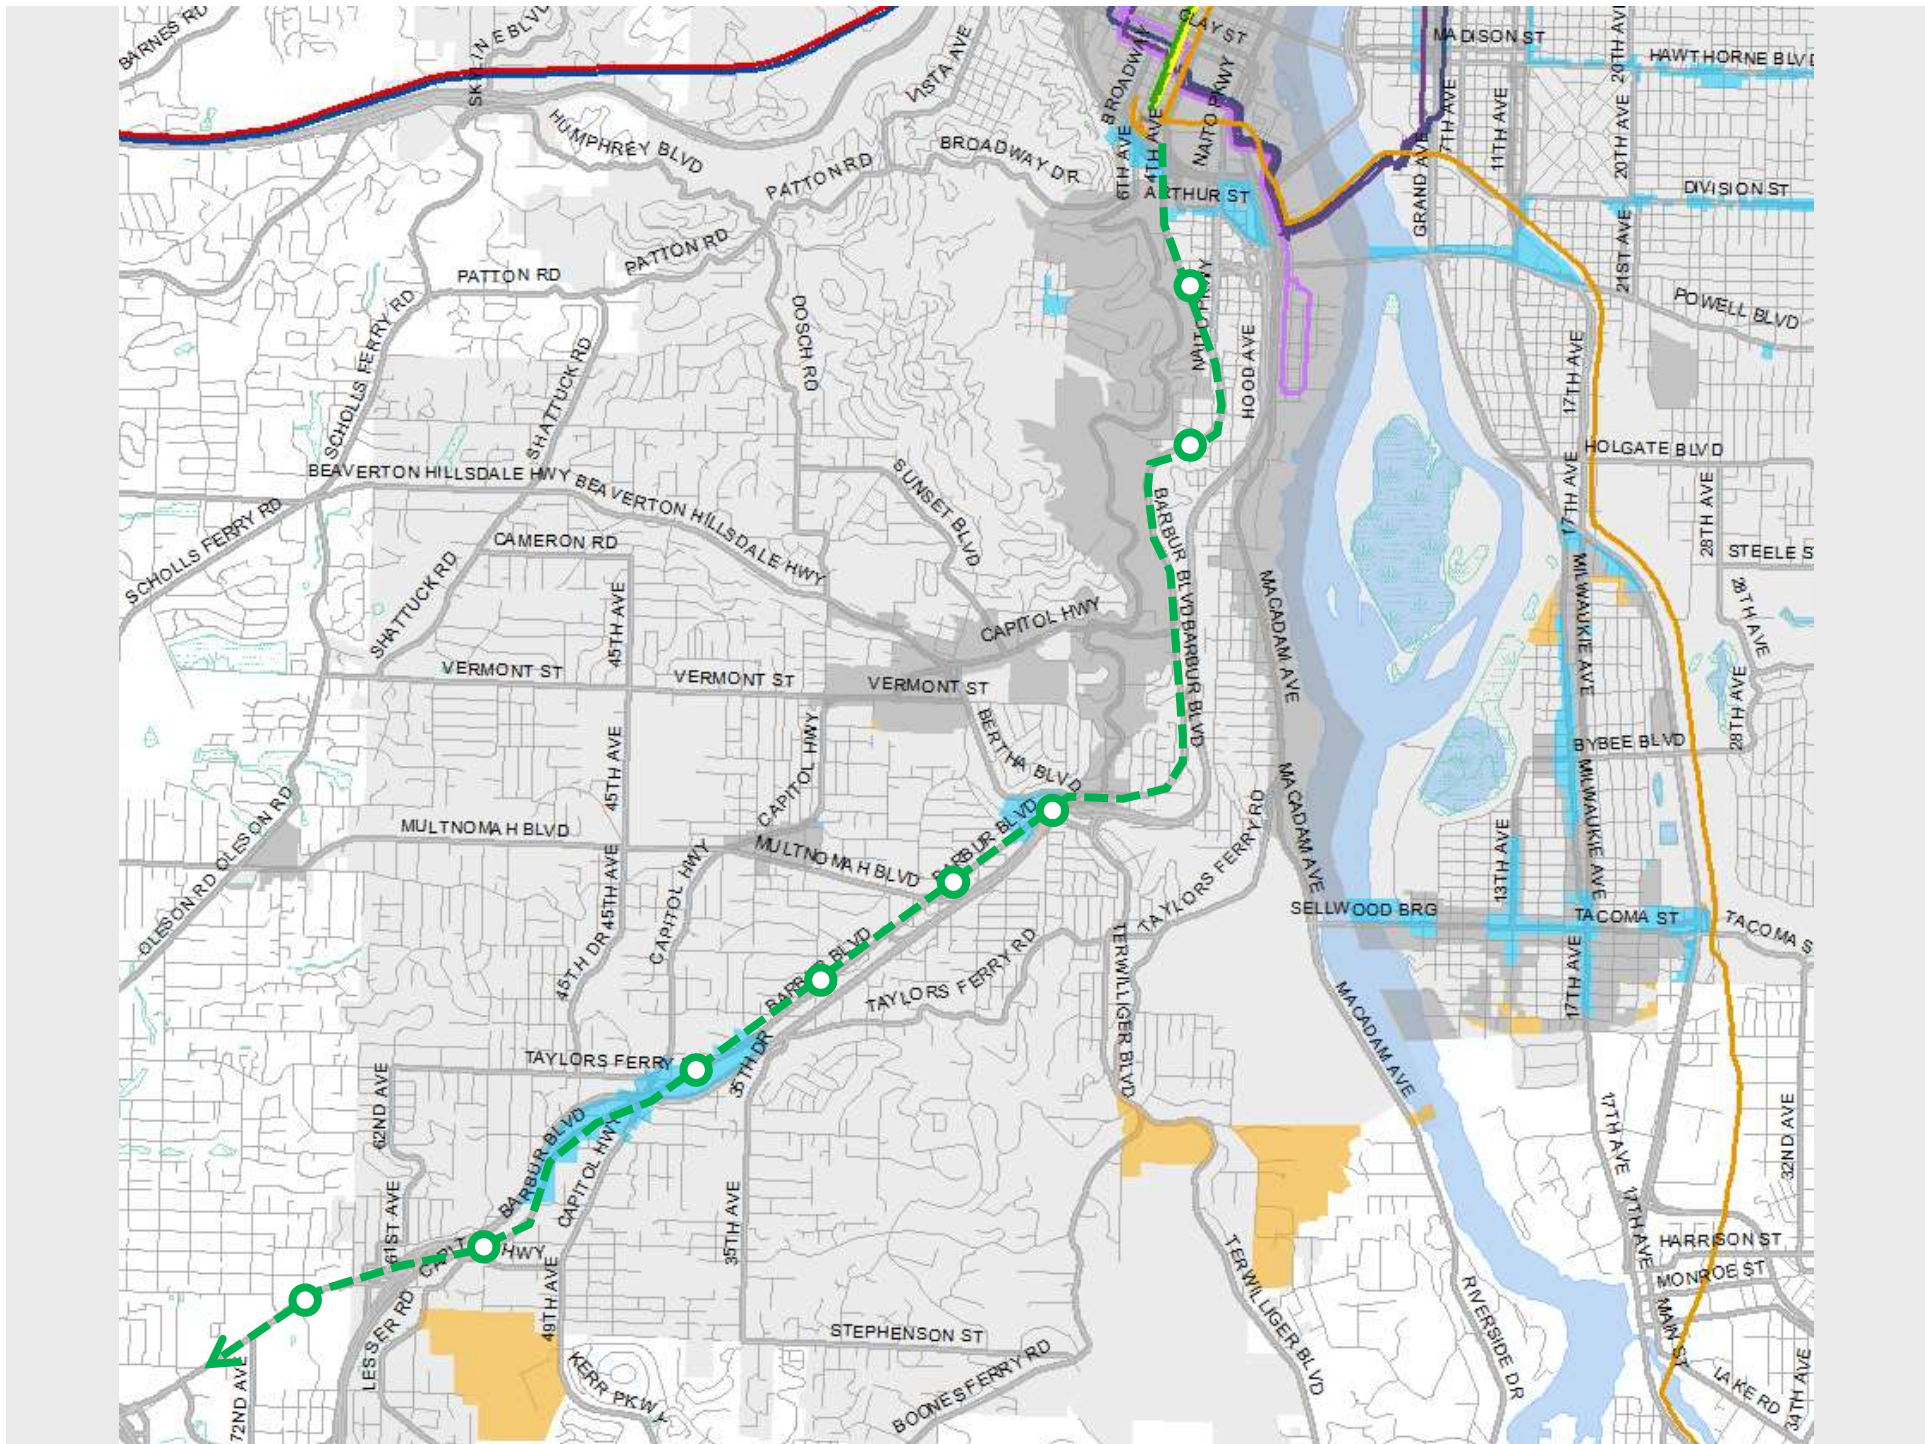 BARNES RD
SKYLINE BLVD
VISTA AVE
BROADWAY
CLAY ST
MADISON ST
20TH AVE
HAWTHORNE BLVD
HUMPHREY BLVD
PATTON RD
BROADWAY DR
6TH AVE
4TH AVE
NAITO PKWY
7TH AVE
11TH AVE
20TH AVE
GRAND AVE
ARTHUR ST
DIVISION ST
PATTON RD
PATTON RD
21ST AVE
POWELL BLVD
SCHOLLS FERRY RD
SHATTUCK RD
DOSCH RD
HOOD AVE
17TH AVE
HOLGATE BLVD
BEAVERTON HILLSDALE HWY
BEAVERTON HILLSDALE HWY
SUNSET BLVD
BARBUR BLVD
17TH AVE
28TH AVE
STEELE S
SCHOLLS FERRY RD
CAMERON RD
SHATTUCK RD
45TH AVE
CAPITOL HWY
MACADAM AVE
MILWAUKIE AVE
28TH AVE
VERMONT ST
VERMONT ST
VERMONT ST
BARBUR BLVD
28TH AVE
45TH AVE
CAPITOL HWY
BERTHA BLVD
BYBEE BLVD
OLESON RD
MULTNOMAH BLVD
MULTNOMAH BLVD
BARBUR BLVD
MACADAM AVE
MILWAUKIE AVE
OLESON RD
45TH AVE
CAPITOL HWY
TAYLORS FERRY RD
13TH AVE
SELLWOOD BRG
TACOMA ST
TACOMA S
45TH DR
BARBUR BLVD
TAYLORS FERRY RD
TERWILLIGER BLVD
17TH AVE
MACADAM AVE
TAYLORS FERRY
35TH DR
62ND AVE
BARBUR BLVD
CAPITOL HWY
17TH AVE
32ND AVE
61ST AVE
35TH AVE
17TH AVE
HWY
49TH AVE
TERWILLIGER BLVD
HARRISON ST
MONROE ST
LESSER RD
STEPHENSON ST
RIVERSIDE DR
MAIN ST
72ND AVE
KERR PKWY
BOONES FERRY RD
LAKE RD
34TH AVE